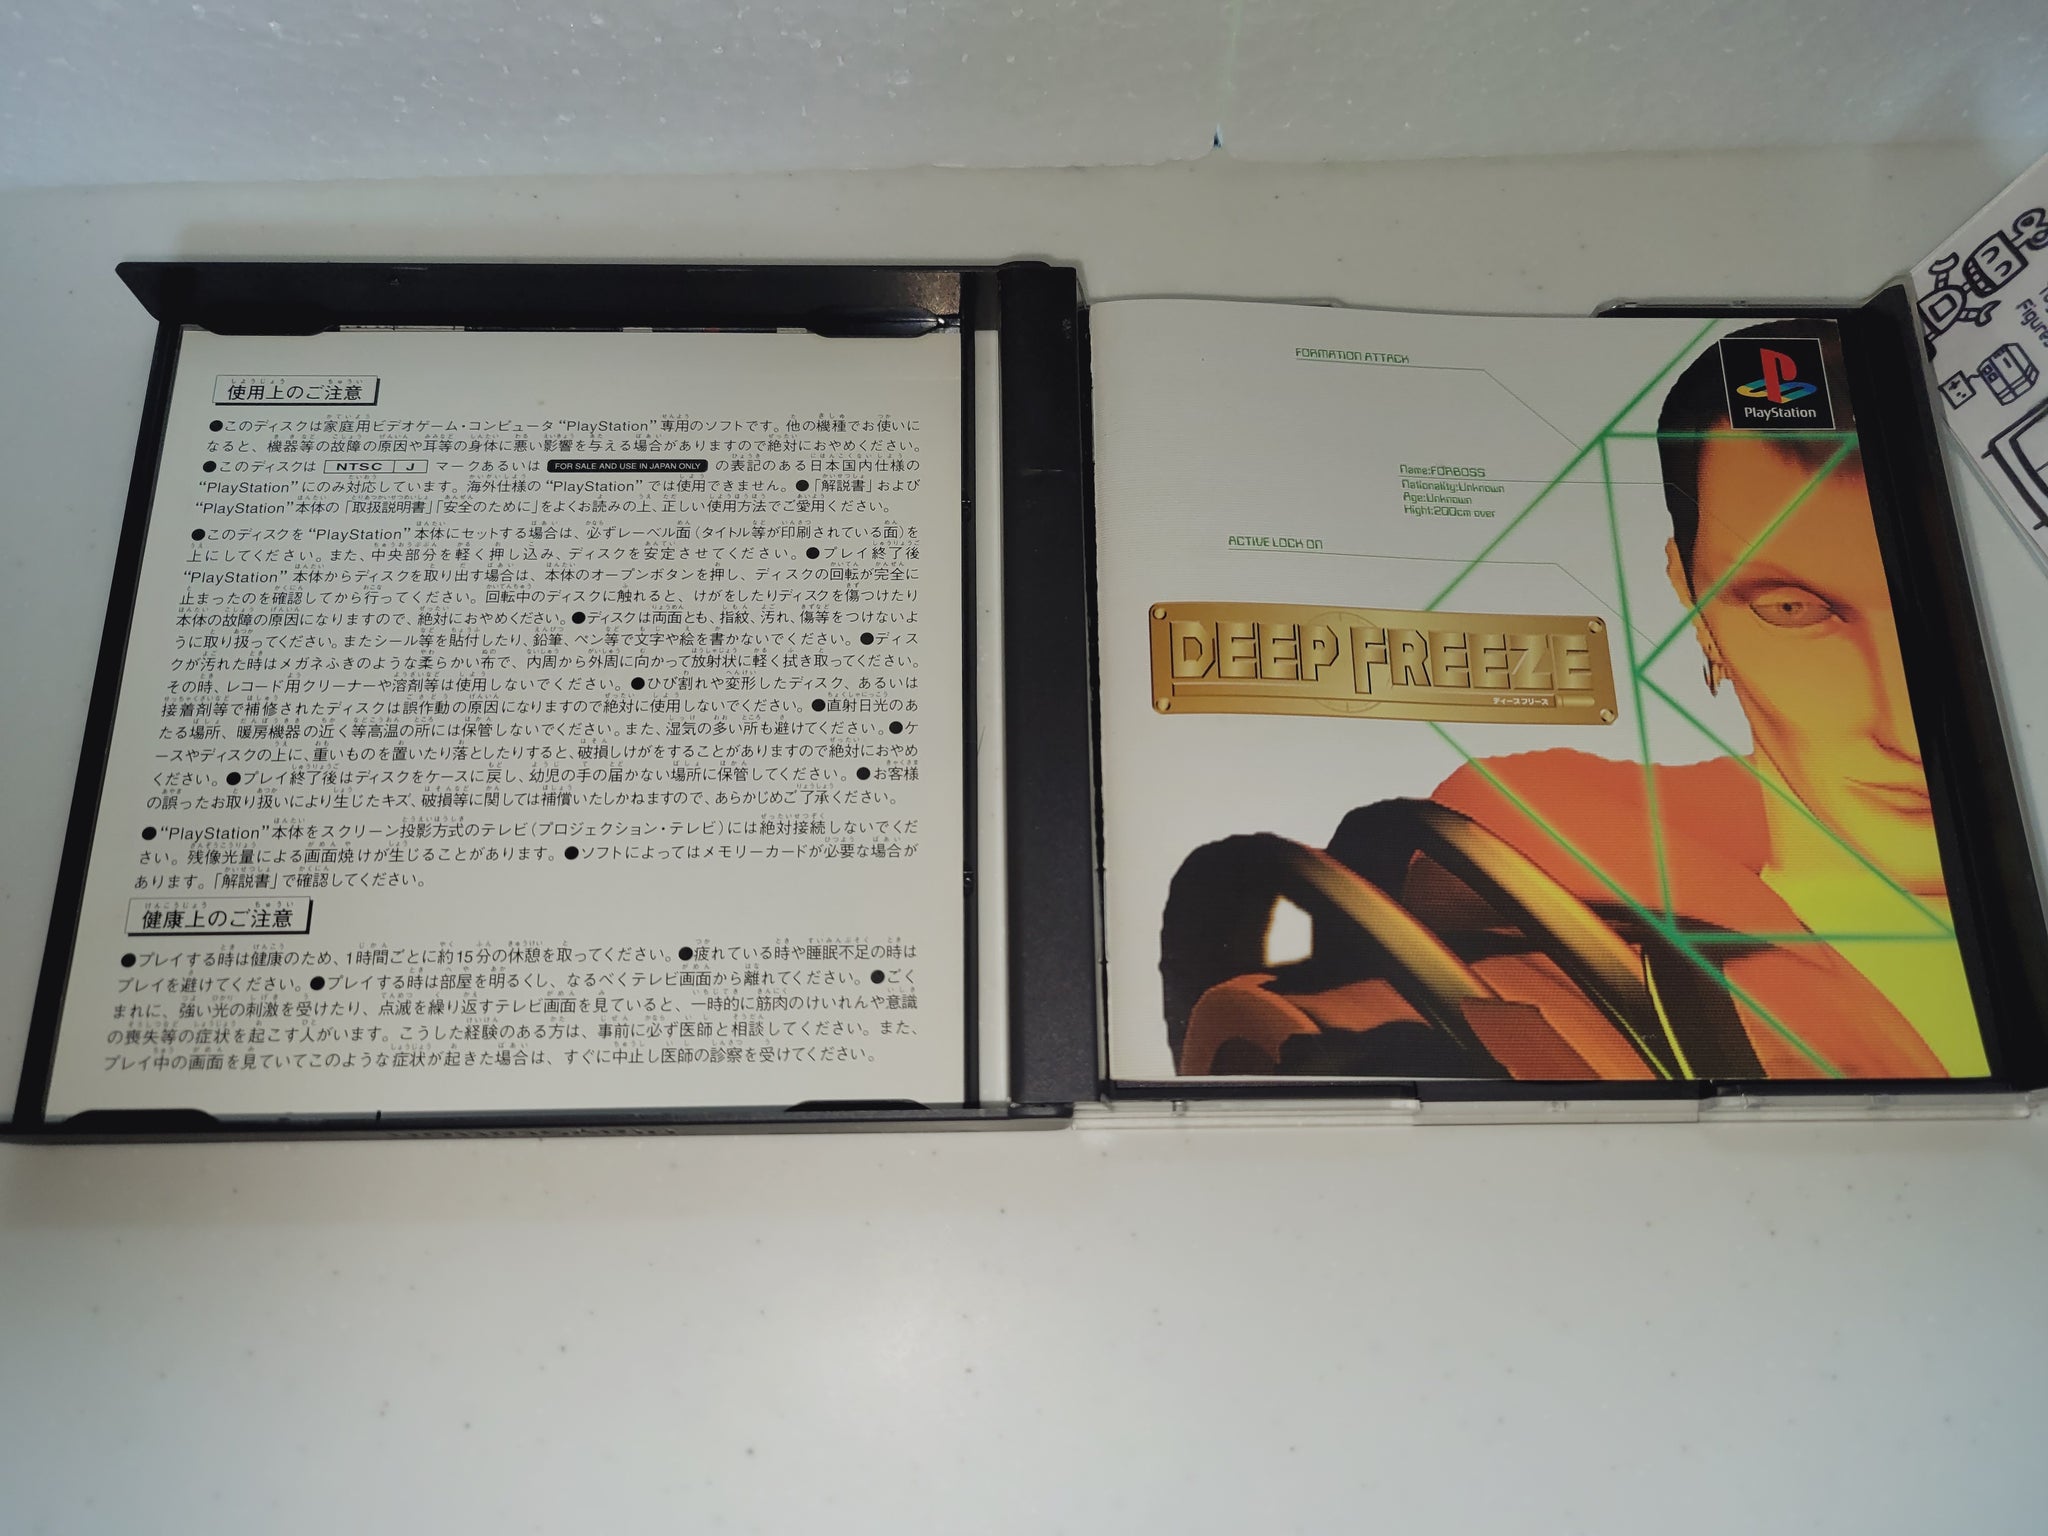 使用上のご注意
●このディスクは家庭用ビデオゲーム・コンピュータ“PlayStation”専用のソフトです。他の機種でお使いに
なると、機器等の故障の原因や耳等の身体に悪い影響を与える場合がありますので絶対におやめください。
●このディスクは NTSC J マークあるいは FOR SALE AND USE IN JAPAN ONLY の表記のある日本国内仕様の
“PlayStation”にのみ対応しています。海外仕様の“PlayStation”では使用できません。●「解説書」および
“PlayStation”本体の「取扱説明書」「安全のために」をよくお読みの上、正しい使用方法でご愛用ください。
●このディスクを“PlayStation”本体にセットする場合は、必ずレーベル面(タイトル等が印刷されている面)を
上にしてください。また、中央部分を軽く押し込み、ディスクを安定させてください。●プレイ終了後
“PlayStation”本体からディスクを取り出す場合は、本体のオープンボタンを押し、ディスクの回転が完全に
止まったのを確認してから行ってください。回転中のディスクに触れると、けがをしたりディスクを傷つけたり
本体の故障の原因になりますので、絶対におやめください。●ディスクは両面とも、指紋、汚れ、傷等をつけないよ
うに取り扱ってください。またシール等を貼付したり、鉛筆、ペン等で文字や絵を書かないでください。●ディス
クが汚れた時はメガネふきのような柔らかい布で、内周から外周に向かって放射状に軽く拭き取ってください。
その時、レコード用クリーナーや溶剤等は使用しないでください。●ひび割れや変形したディスク、あるいは
接着剤等で補修されたディスクは誤作動の原因になりますので絶対に使用しないでください。●直射日光のあ
たる場所、暖房機器の近く等高温の所には保管しないでください。また、湿気の多い所も避けてください。●ケ
ースやディスクの上に、重いものを置いたり落としたりすると、破損しけがをすることがありますので絶対におやめ
ください。●プレイ終了後はディスクをケースに戻し、幼児の手の届かない場所に保管してください。●お客様
の誤ったお取り扱いにより生じたキズ、破損等に関しては補償いたしかねますので、あらかじめご了承ください。
●“PlayStation”本体をスクリーン投影方式のテレビ(プロジェクション・テレビ)には絶対接続しないでくだ
さい。残像光量による画面焼けが生じることがあります。●ソフトによってはメモリーカードが必要な場合が
あります。「解説書」で確認してください。
健康上のご注意
●プレイする時は健康のため、1時間ごとに約15分の休憩を取ってください。●疲れている時や睡眠不足の時は
プレイを避けてください。●プレイする時は部屋を明るくし、なるべくテレビ画面から離れてください。●ごく
まれに、強い光の刺激を受けたり、点滅を繰り返すテレビ画面を見ていると、一時的に筋肉のけいれんや意識
の喪失等の症状を起こす人がいます。こうした経験のある方は、事前に必ず医師と相談してください。また、
プレイ中の画面を見ていてこのような症状が起きた場合は、すぐに中止し医師の診察を受けてください。
FORMATION ATTACK
PlayStation
Name:FORBOSS
Nationality:Unknown
Age:Unknown
Hight:200cm over
ACTIVE LOCK ON
DEEP FREEZE
ディープフリーズ
Figure